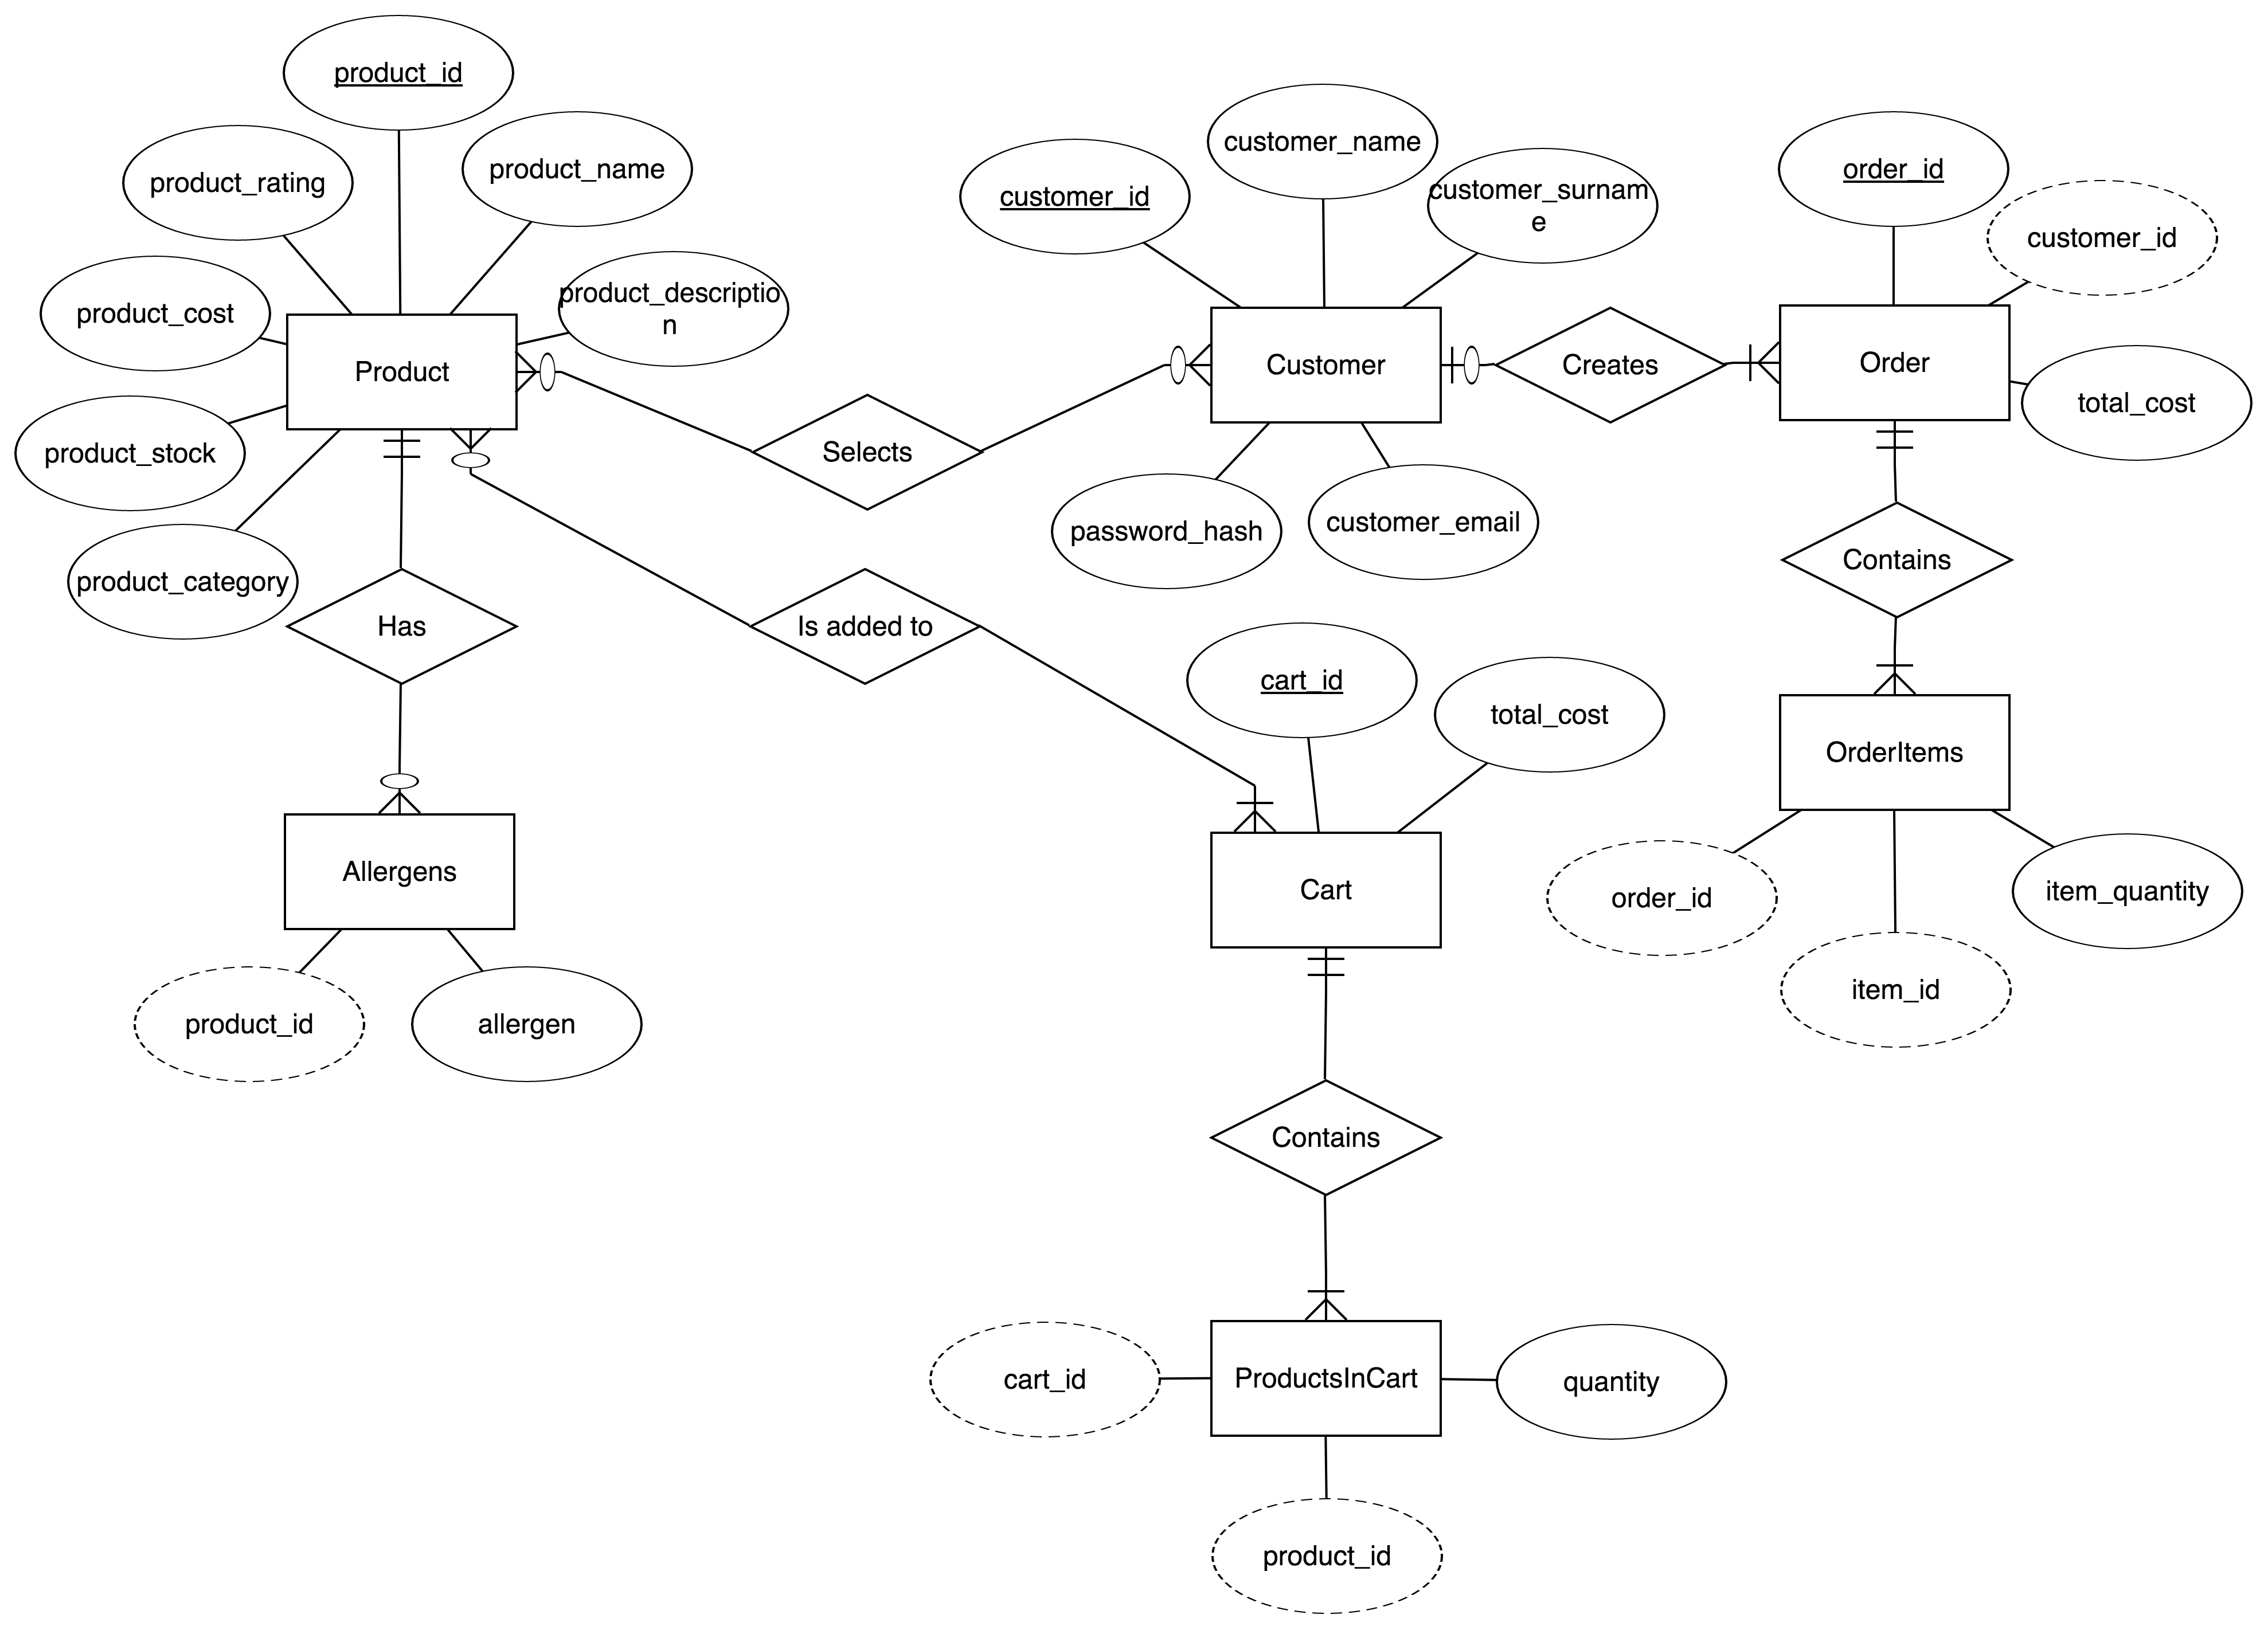 product_id
product_rating
product_name
product_cost
product_descriptio
n
Product
product_stock
product_category
Has
Allergens
product_id
allergen
Selects
Is added to
customer_id
customer_name
customer_surnam
e
Customer
password_hash
customer_email
Creates
order_id
customer_id
Order
total_cost
Contains
OrderItems
order_id
item_id
item_quantity
cart_id
total_cost
Cart
Contains
cart_id
ProductsInCart
quantity
product_id